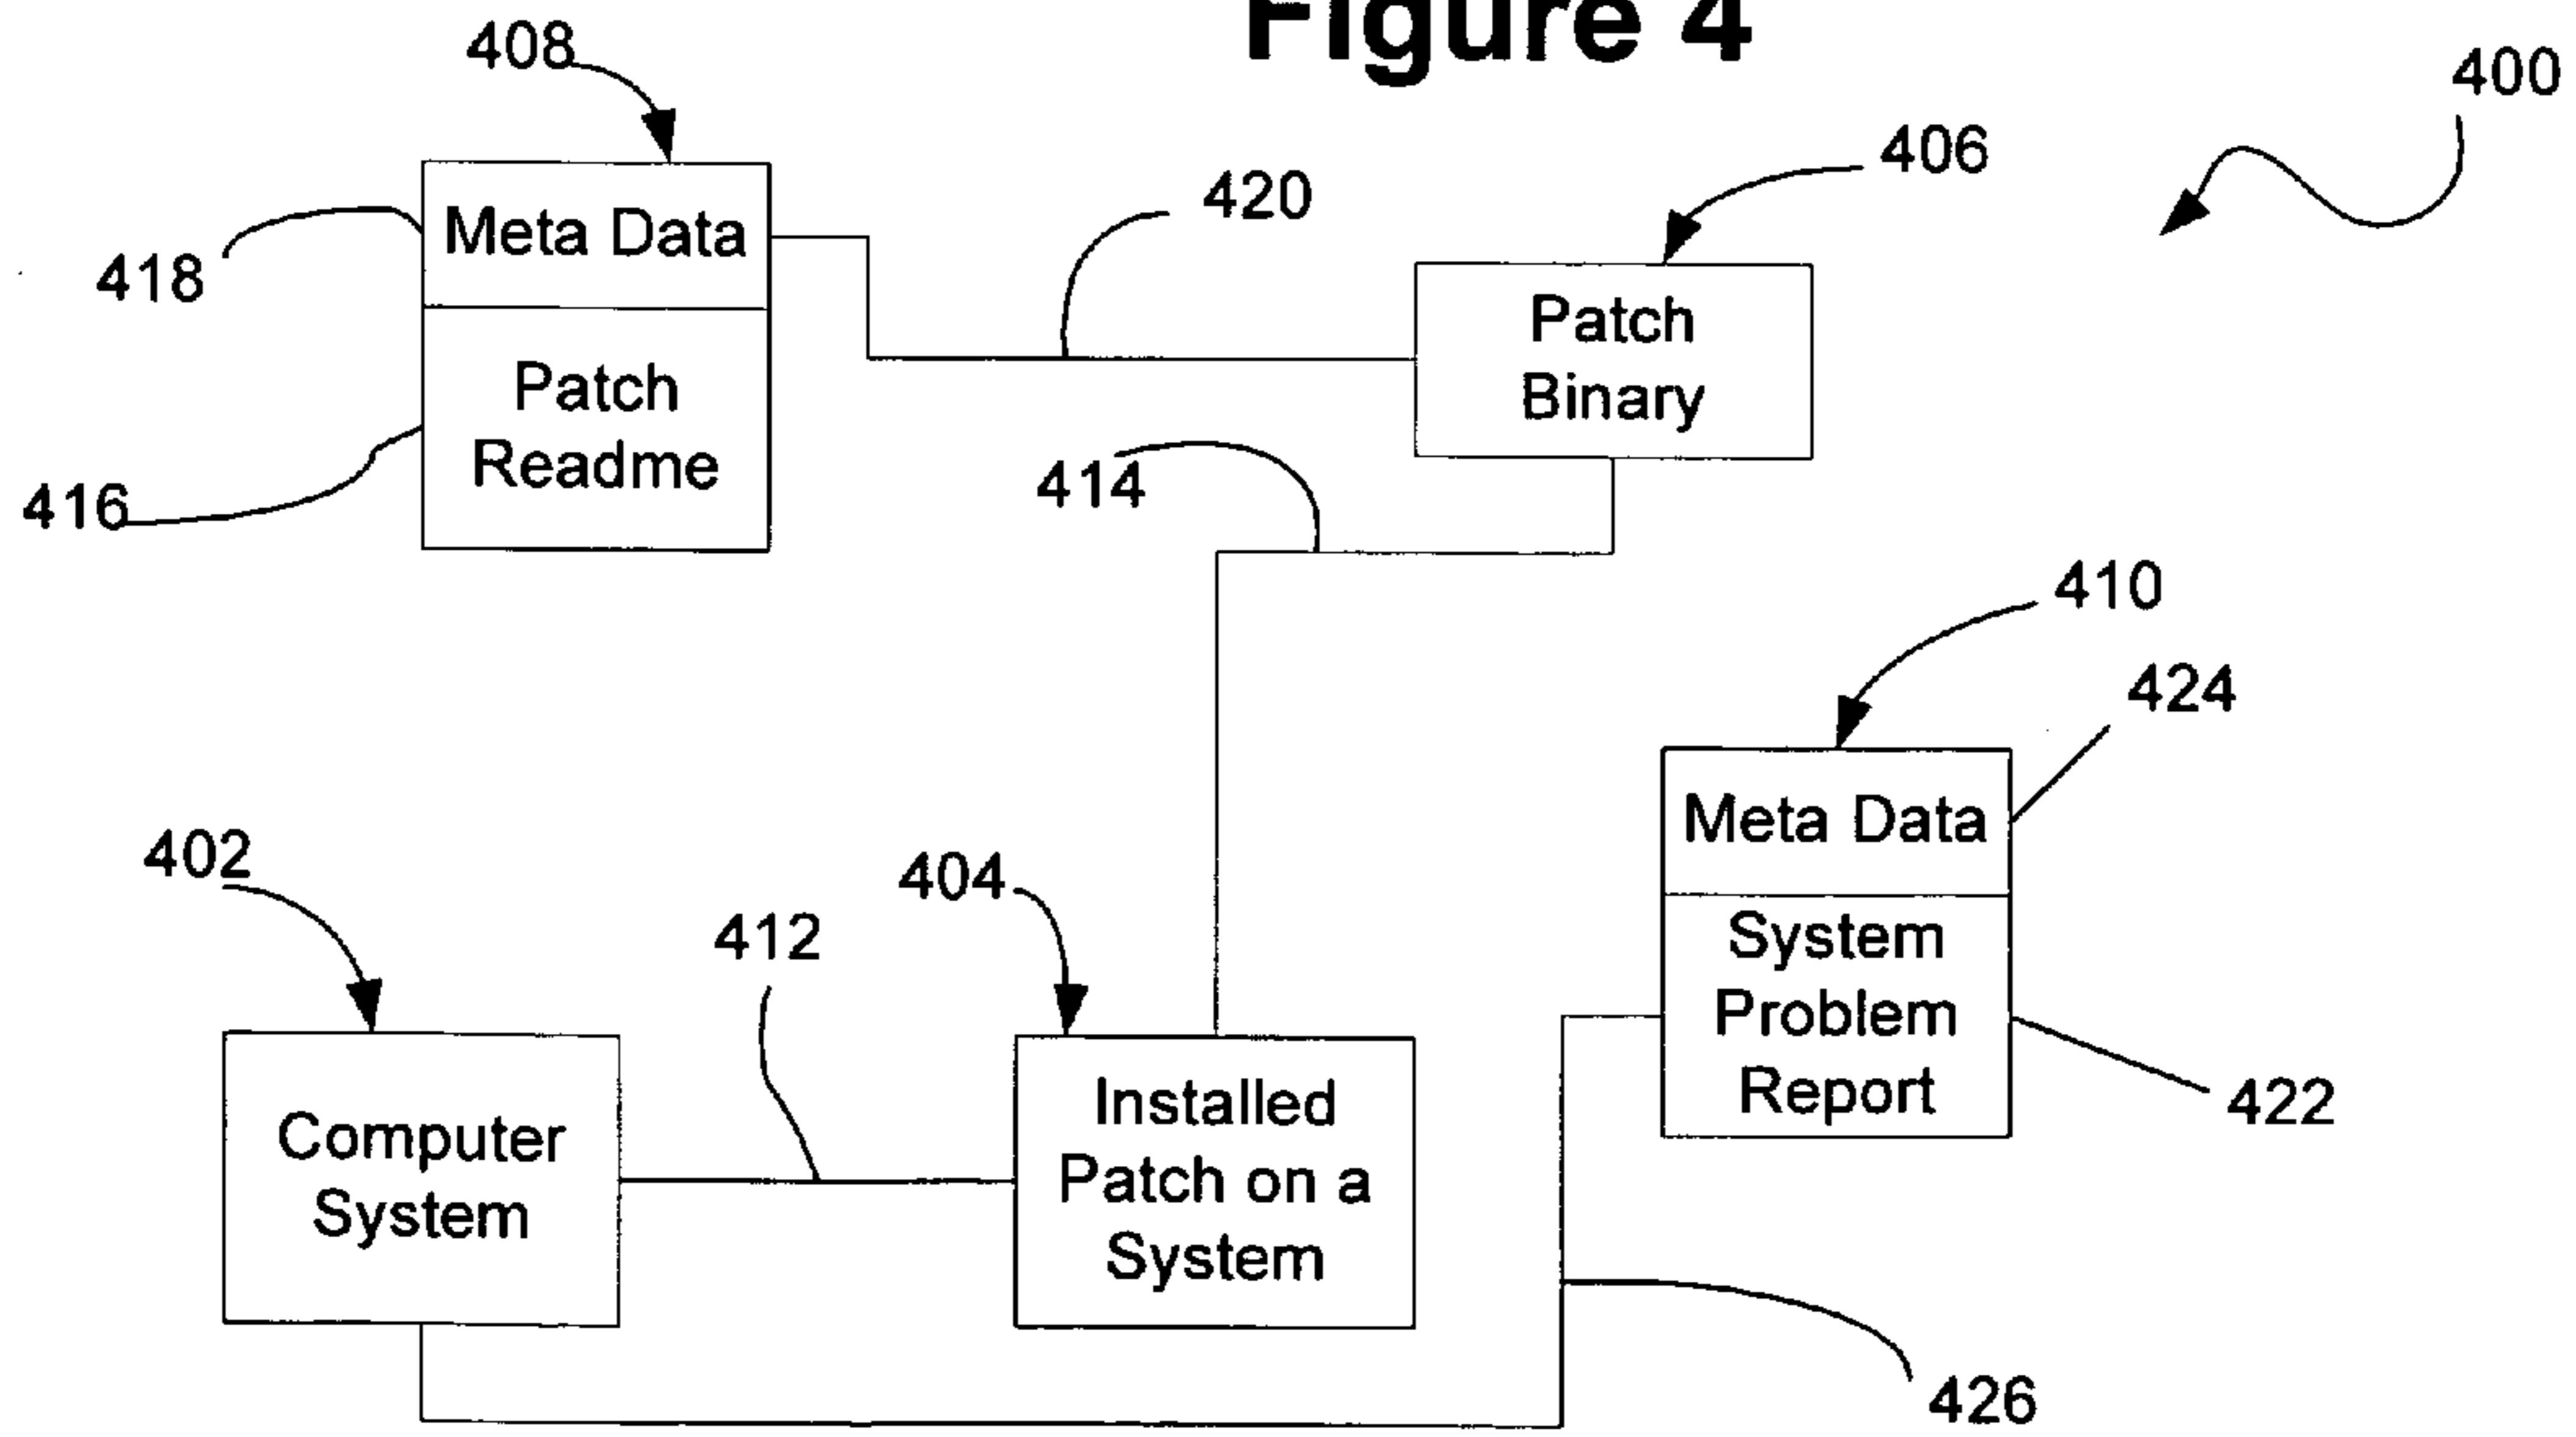 Figure 4
408
400
406
420
Meta Data
418
Patch
Binary
Patch
Readme
414
416
410
424
Meta Data
402
404
412
System
Problem
Report
Computer
System
Installed
Patch on a
System
422
426